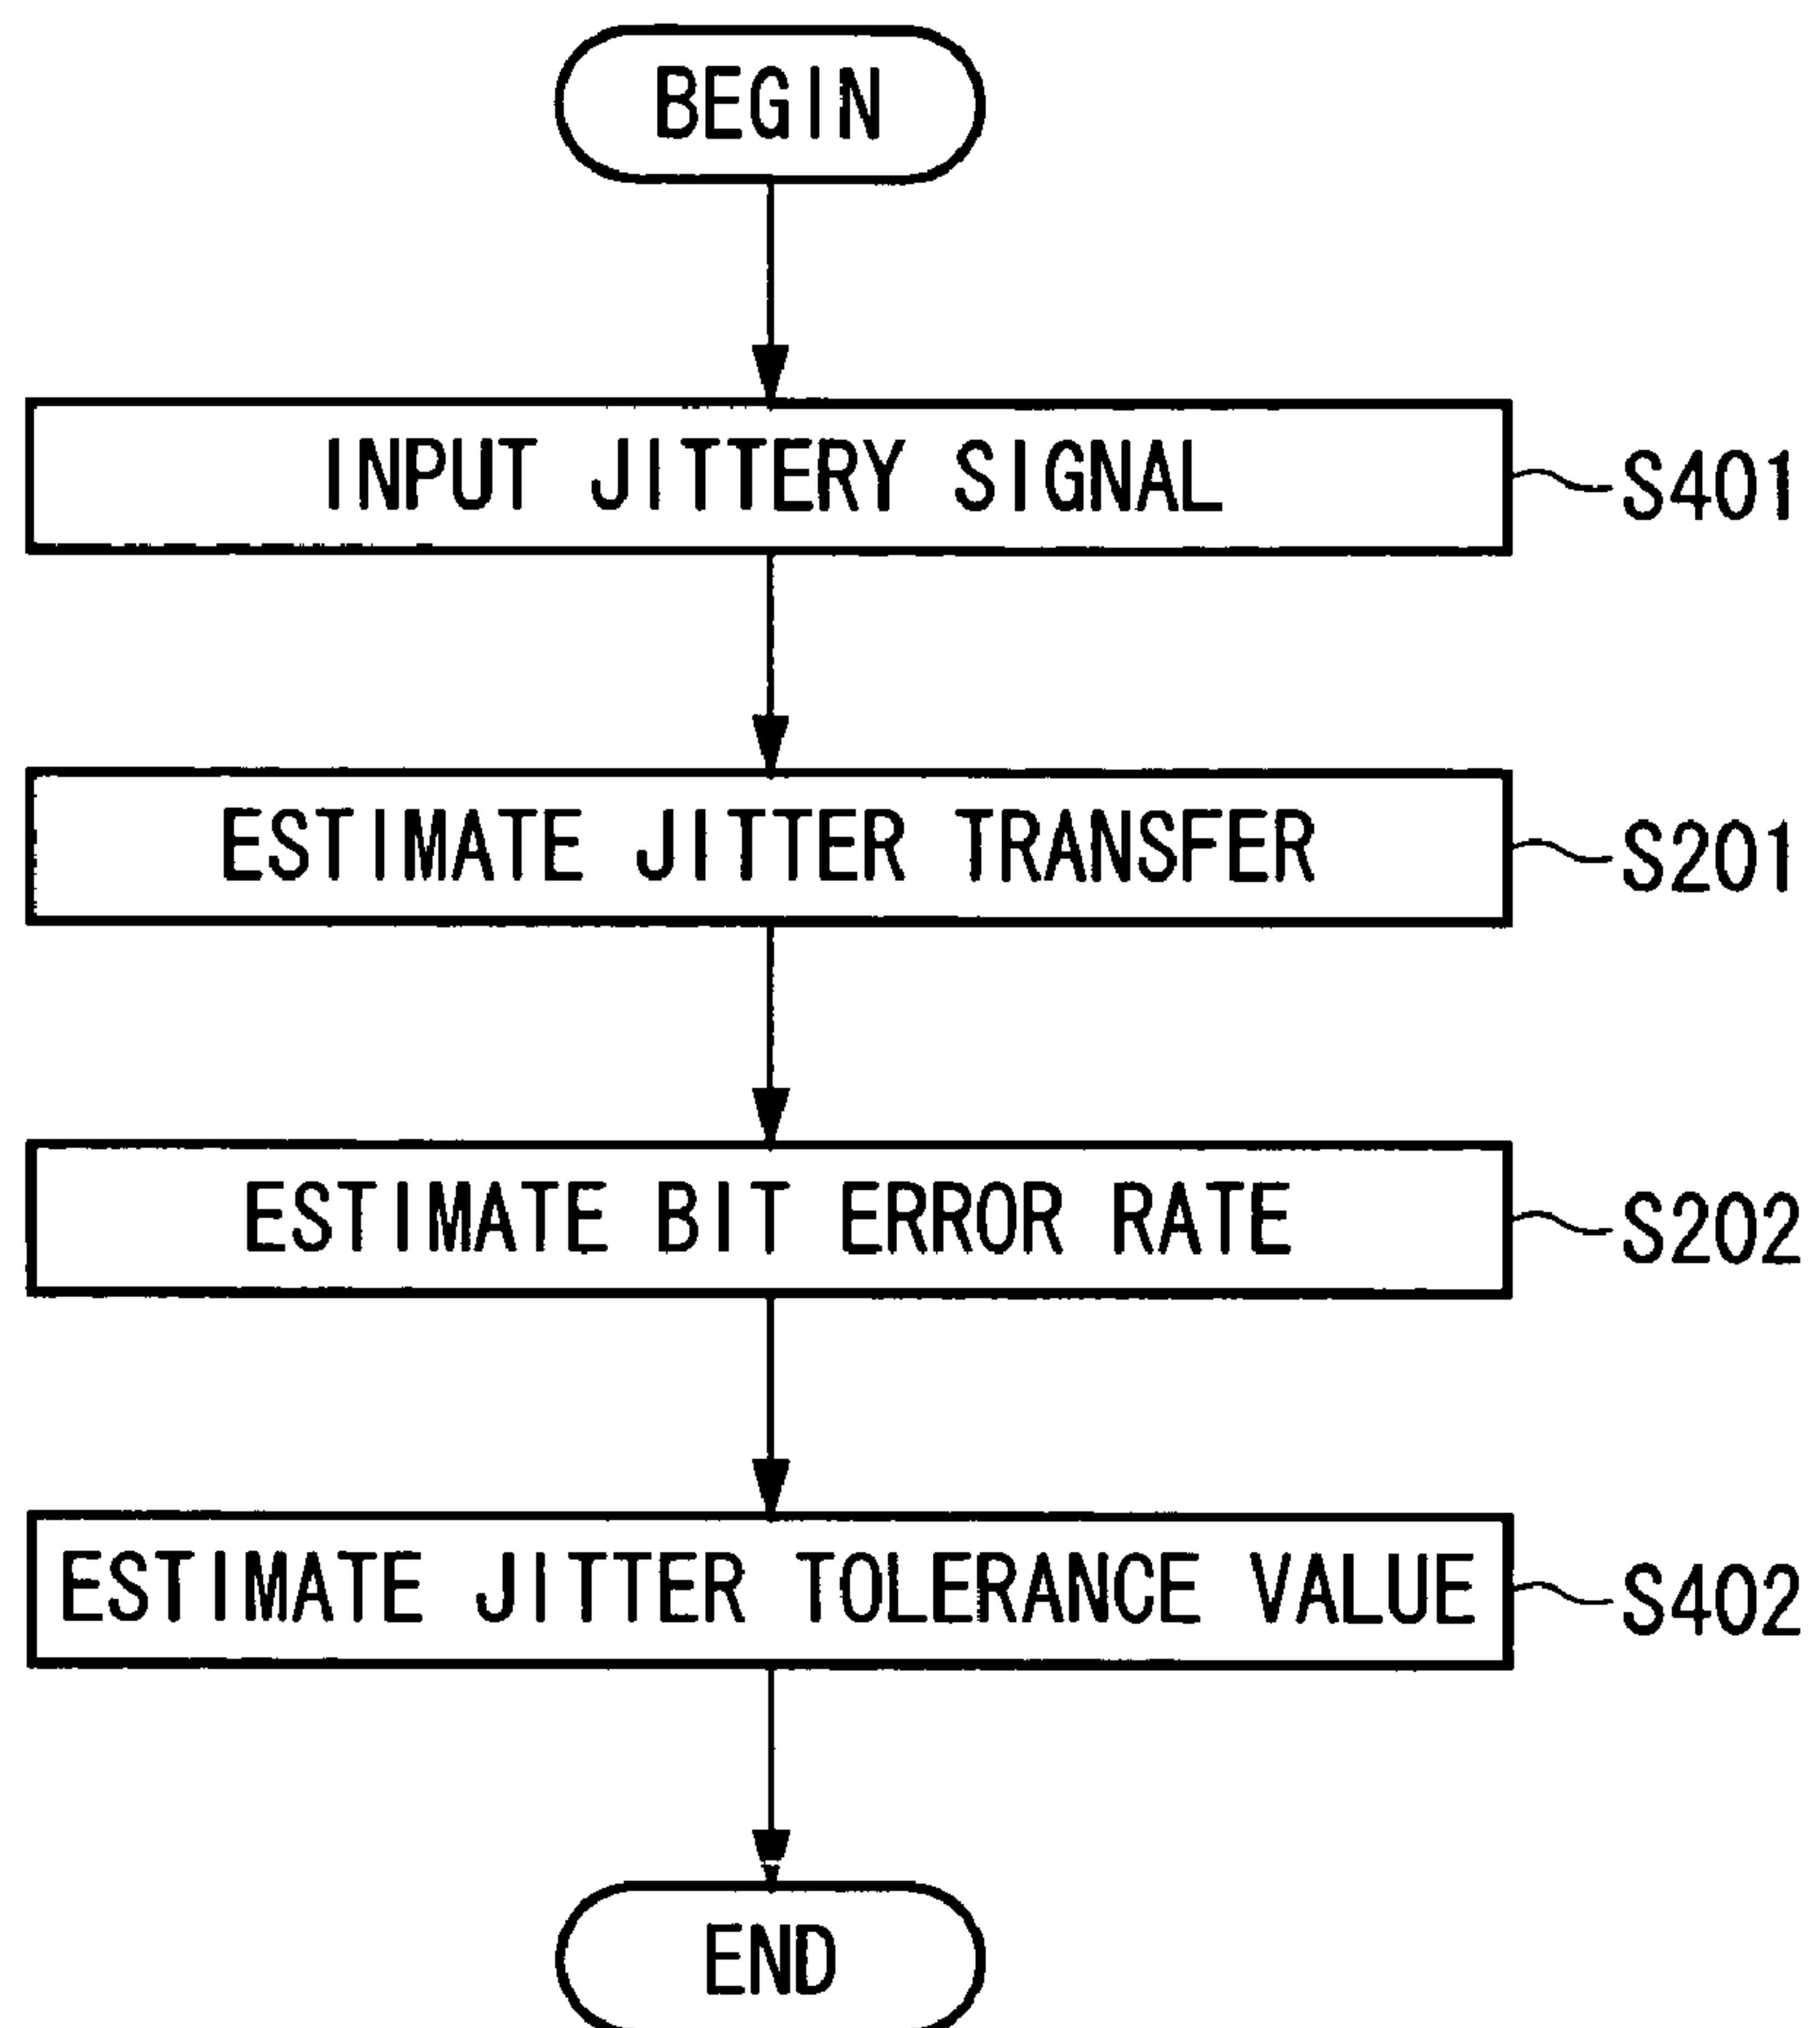 BEGIN
INPUT JITTERY SIGNAL
S401
ESTIMATE JITTER TRANSFER
S201
ESTIMATE BIT ERROR RATE
S202
ESTIMATE JITTER TOLERANCE VALUE
S402
END